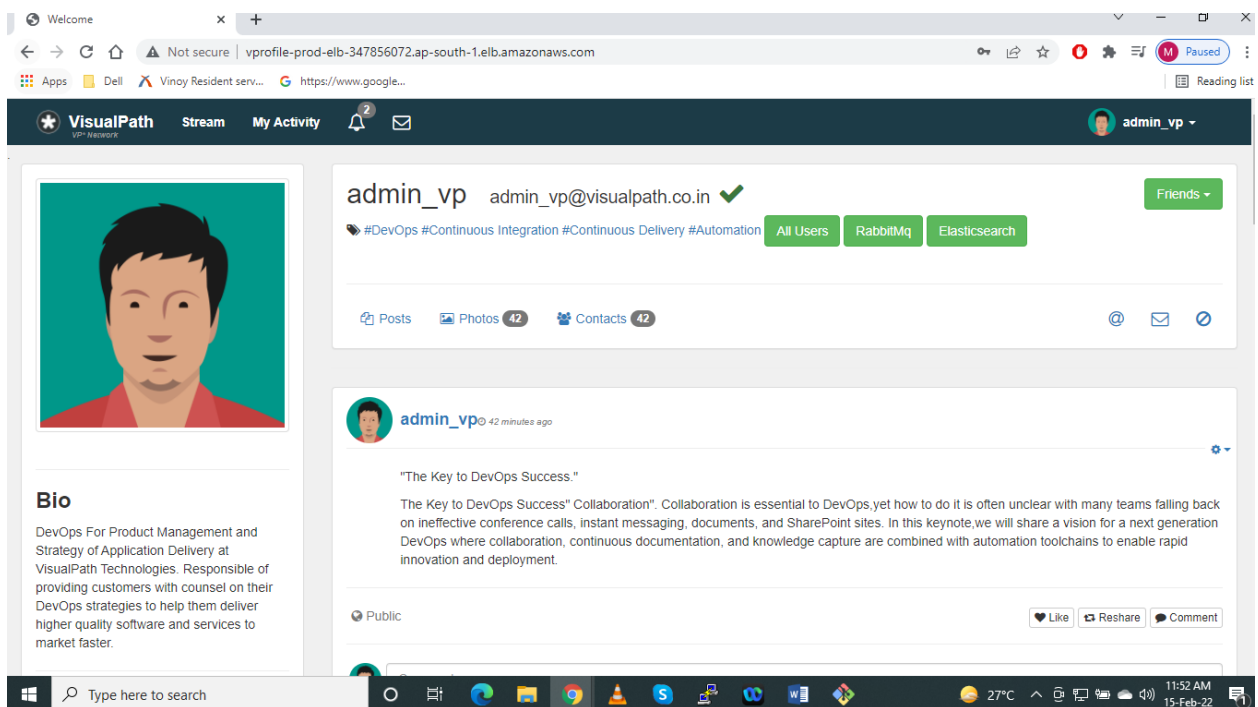 Welcome
Not secure | vprofile-prod-elb-347856072.ap-south-1.elb.amazonaws.com
M Paused
Apps Dell Vinoy Resident serv... https://www.google...
Reading list
VisualPath Stream My Activity 2 admin_vp
VP* Network
admin_vp admin_vp@visualpath.co.in Friends
#DevOps #Continuous Integration #Continuous Delivery #Automation All Users RabbitMq Elasticsearch
Posts Photos 42 Contacts 42 @
admin_vp 42 minutes ago
"The Key to DevOps Success."
The Key to DevOps Success" Collaboration". Collaboration is essential to DevOps,yet how to do it is often unclear with many teams falling back
on ineffective conference calls, instant messaging, documents, and SharePoint sites. In this keynote,we will share a vision for a next generation
DevOps where collaboration, continuous documentation, and knowledge capture are combined with automation toolchains to enable rapid
innovation and deployment.
Public Like Reshare Comment
Bio
DevOps For Product Management and
Strategy of Application Delivery at
VisualPath Technologies. Responsible of
providing customers with counsel on their
DevOps strategies to help them deliver
higher quality software and services to
market faster.
Type here to search
27°C
11:52 AM
15-Feb-22